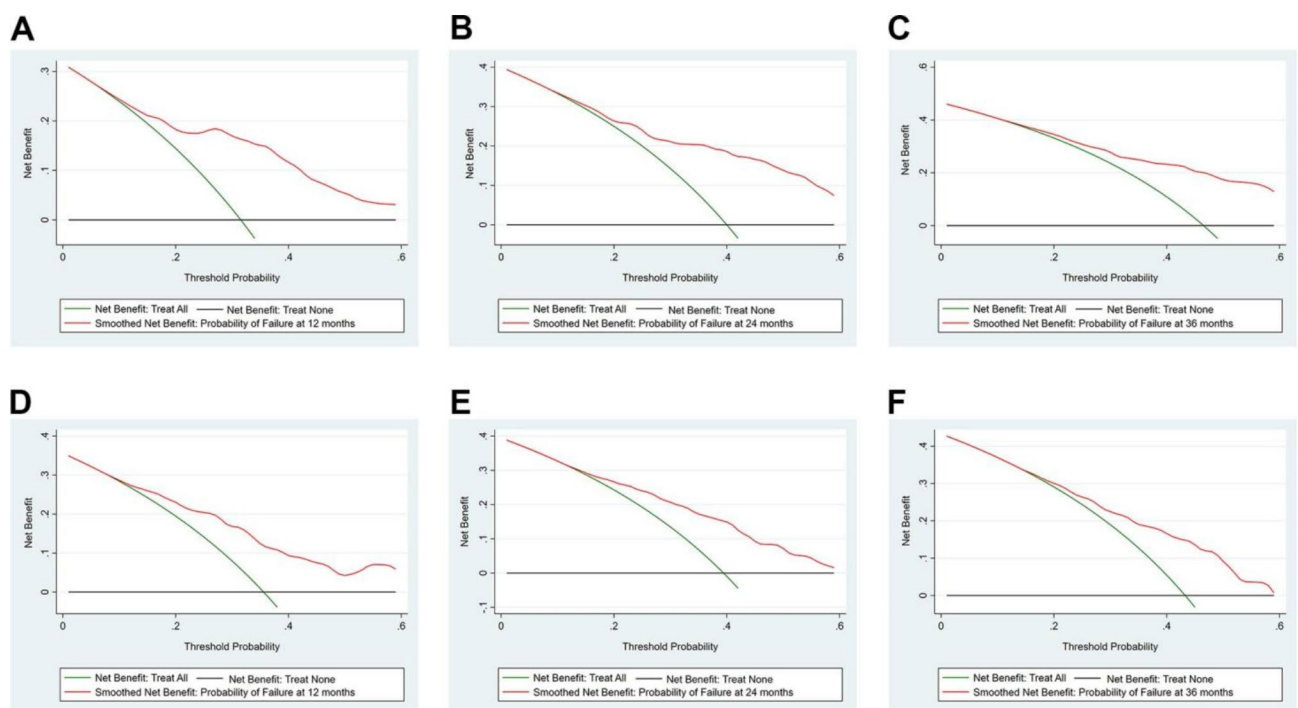 A
.3
.2
.1
0
Net Benefit
0
.2
.4
.6
Threshold Probability
Net Benefit: Treat All
Net Benefit: Treat None
Smoothed Net Benefit: Probability of Failure at 12 months
B
.4
.3
.2
.1
0
Net Benefit
0
.2
.4
.6
Threshold Probability
Net Benefit: Treat All
Net Benefit: Treat None
Smoothed Net Benefit: Probability of Failure at 24 months
C
.6
.4
.2
0
Net Benefit
0
.2
.4
.6
Threshold Probability
Net Benefit: Treat All
Net Benefit: Treat None
Smoothed Net Benefit: Probability of Failure at 36 months
D
.4
.3
.2
.1
0
Net Benefit
0
.2
.4
.6
Threshold Probability
Net Benefit: Treat All
Net Benefit: Treat None
Smoothed Net Benefit: Probability of Failure at 12 months
E
.4
.3
.2
.1
0
-.1
Net Benefit
0
.2
.4
.6
Threshold Probability
Net Benefit: Treat All
Net Benefit: Treat None
Smoothed Net Benefit: Probability of Failure at 24 months
F
.4
.3
.2
.1
0
Net Benefit
0
.2
.4
.6
Threshold Probability
Net Benefit: Treat All
Net Benefit: Treat None
Smoothed Net Benefit: Probability of Failure at 36 months